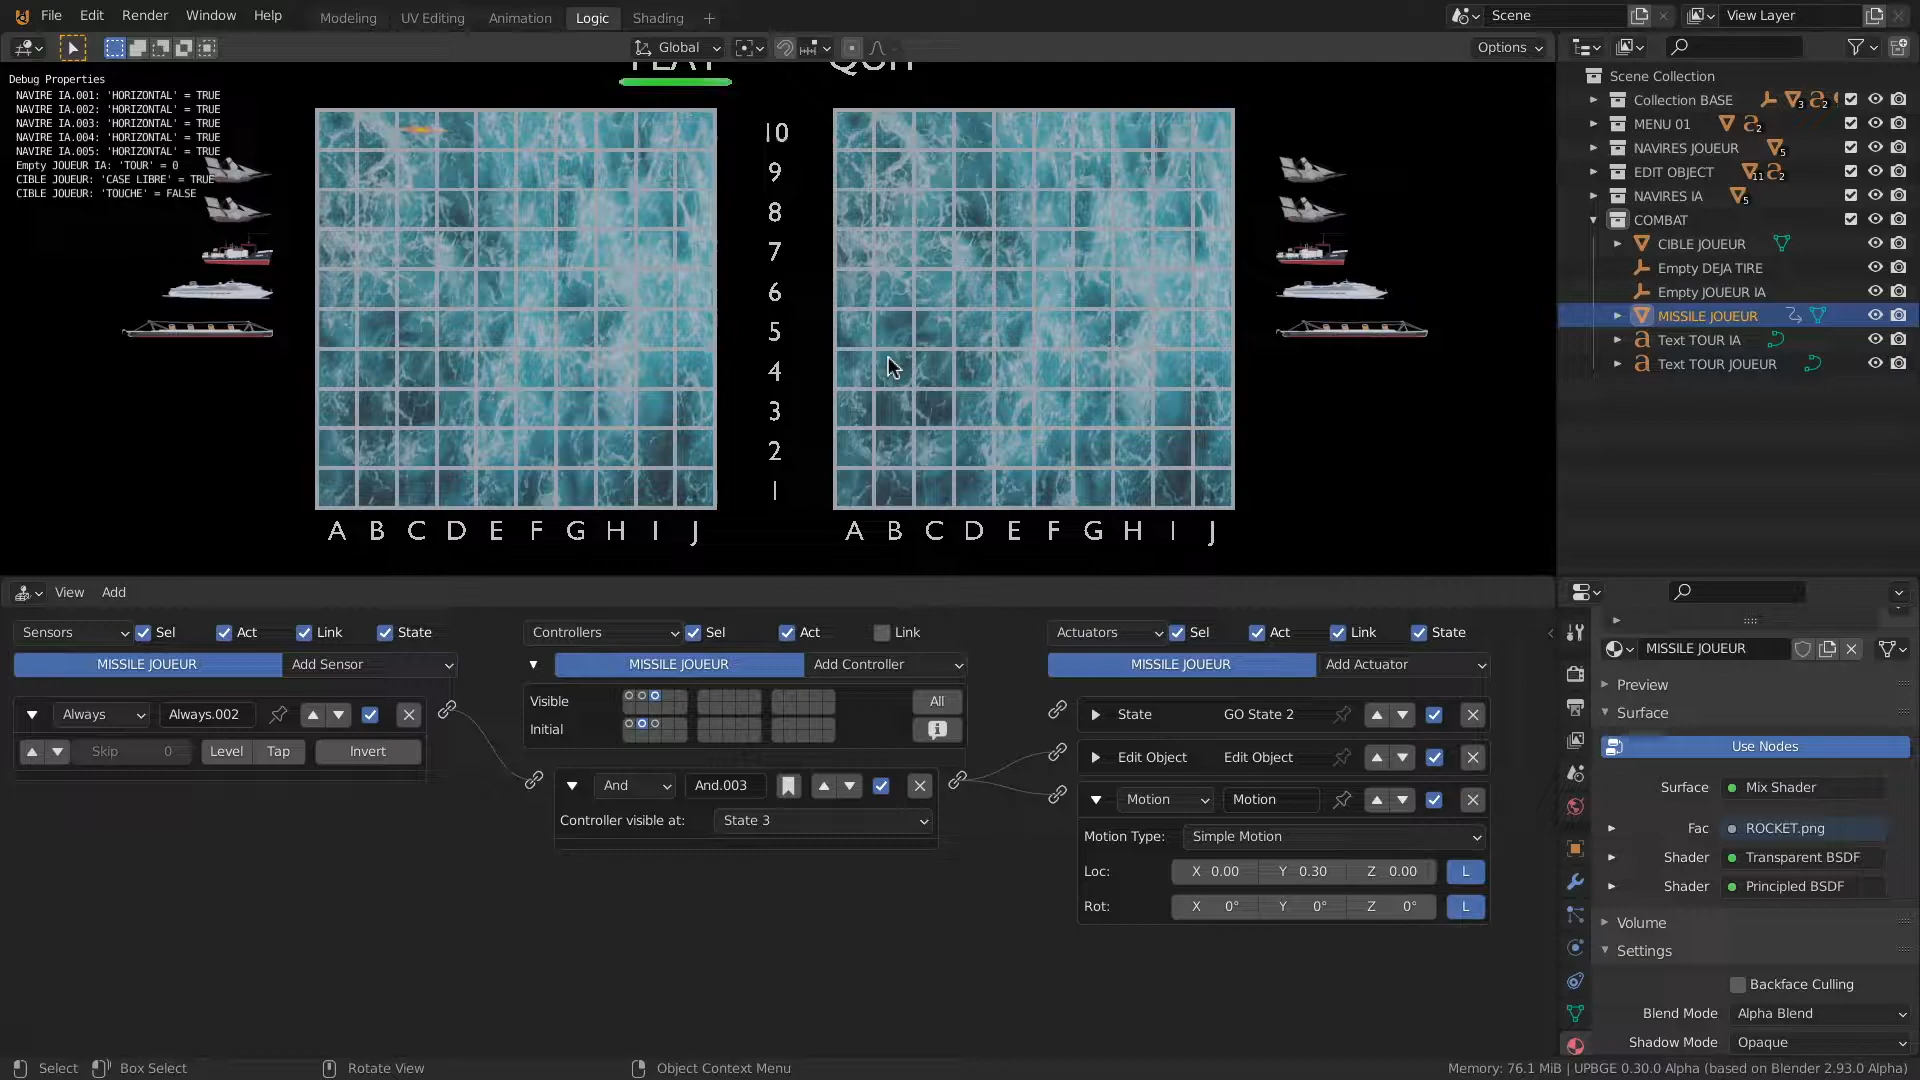 File Edit Render Window Help Modeling UV Editing Animation Logic Shading + Scene View Layer
Global Options
PLAY QUIT
Debug Properties
NAVIRE IA.001: 'HORIZONTAL' = TRUE
NAVIRE IA.002: 'HORIZONTAL' = TRUE
NAVIRE IA.003: 'HORIZONTAL' = TRUE
NAVIRE IA.004: 'HORIZONTAL' = TRUE
NAVIRE IA.005: 'HORIZONTAL' = TRUE
Empty JOUEUR IA: 'TOUR' = 0
CIBLE JOUEUR: 'CASE LIBRE' = TRUE
CIBLE JOUEUR: 'TOUCHE' = FALSE
10
9
8
7
6
5
4
3
2
1
A B C D E F G H I J A B C D E F G H I J
Scene Collection
Collection BASE 3 2
MENU 01 2
NAVIRES JOUEUR 5
EDIT OBJECT 11 2
NAVIRES IA 5
COMBAT
CIBLE JOUEUR
Empty DEJA TIRE
Empty JOUEUR IA
MISSILE JOUEUR
Text TOUR IA
Text TOUR JOUEUR
View Add
Sensors Sel Act Link State Controllers Sel Act Link Actuators Sel Act Link State
MISSILE JOUEUR Add Sensor MISSILE JOUEUR Add Controller MISSILE JOUEUR Add Actuator
Always Always.002
Skip 0 Level Tap Invert
Visible All
Initial
And And.003
Controller visible at: State 3
State GO State 2
Edit Object Edit Object
Motion Motion
Motion Type: Simple Motion
Loc: X 0.00 Y 0.30 Z 0.00 L
Rot: X 0° Y 0° Z 0° L
MISSILE JOUEUR
Preview
Surface
Use Nodes
Surface Mix Shader
Fac ROCKET.png
Shader Transparent BSDF
Shader Principled BSDF
Volume
Settings
Backface Culling
Blend Mode Alpha Blend
Shadow Mode Opaque
Select Box Select Rotate View Object Context Menu Memory: 76.1 MiB | UPBGE 0.30.0 Alpha (based on Blender 2.93.0 Alpha)